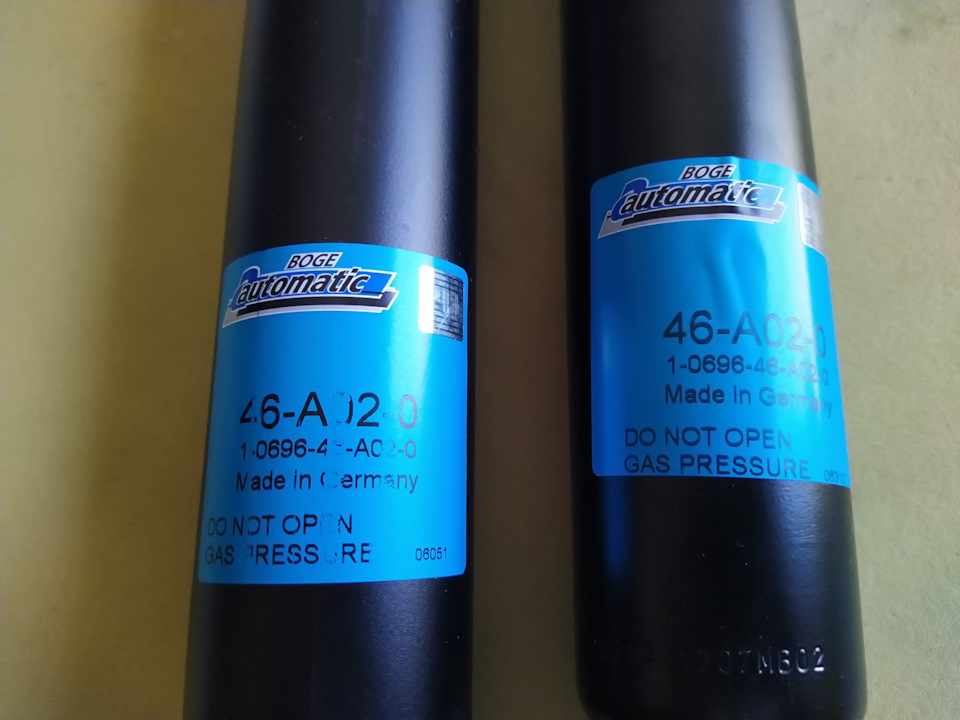 BOGE
automatic
46-A02-0
1-0696-46-A02-0
Made in Germany
DO NOT OPEN
GAS PRESSURE
06051
BOGE
automatic
46-A02-0
1-0696-46-A02-0
Made in Germany
DO NOT OPEN
GAS PRESSURE